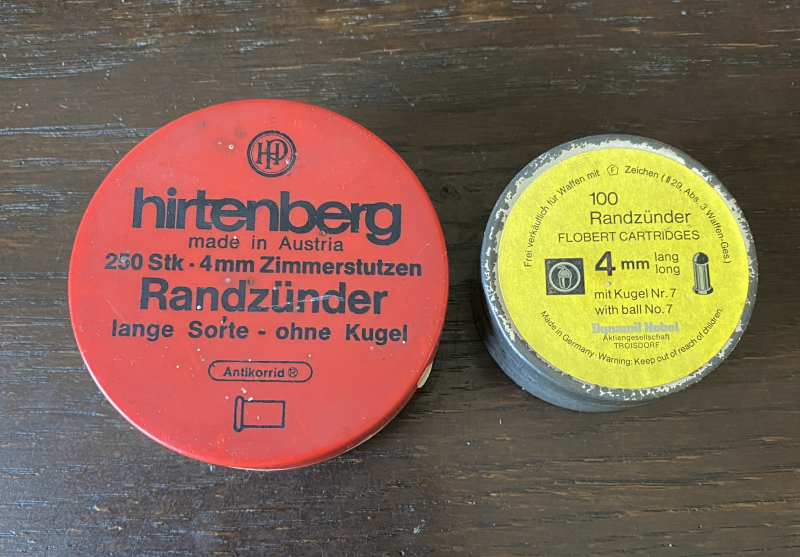 HP
hirtenberg
made in Austria
250 Stk · 4mm Zimmerstutzen
Randzünder
lange Sorte - ohne Kugel
Antikorrid ®
Frei verkäuflich für Waffen mit Ⓕ Zeichen (§ 29, Abs. 3 Waffen-Ges.)
100
Randzünder
FLOBERT CARTRIDGES
4 mm lang
long
mit Kugel Nr. 7
with ball No. 7
Dynamit Nobel
Aktiengesellschaft
TROISDORF
Made in Germany · Warning: Keep out of reach of children.